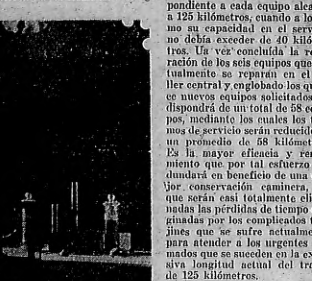 pondiente a cada equipo alca
a 125 kilómetros, cuando a lo
mo su capacidad en el serv
no debía exceder de 40 kiló
tros. Una vez concluída la re
ración de los seis equipos que
tualmente se reparan en el
ller central y englobado los qu
ce nuevos equipos solicitados
dispondrá de un total de 58 eq
pos, mediante los cuales los t
mos de servicio serán reducid
un promedio de 58 kilómet
Es la mayor eficacia y ren
miento que por tal esfuerzo
dundará en beneficio de una
jor conservación caminera,
que serán casi totalmente eli
nadas las pérdidas de tiempo
ginadas por los complicados t
jines que se sufre actualme
para atender a los urgentes
mados que se suceden en la ex
siva longitud actual del tra
de 125 kilómetros.